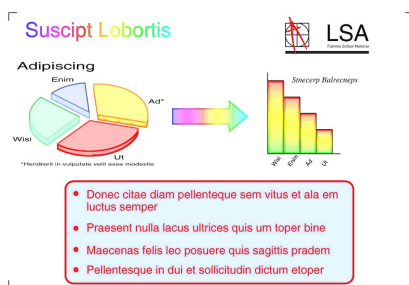 Suscipt Lobortis
LSA
Adipiscing
Enim
Ad*
Wisi
Ut
*Hendrerit in vulputate velit esse modestie
Snecerp Balrecneps
Wisi
Enim
Ad
Ut
• Donec citae diam pellenteque sem vitus et ala em
luctus semper
• Praesent nulla lacus ultrices quis um toper bine
• Maecenas felis leo posuere quis sagittis pradem
• Pellentesque in dui et sollicitudin dictum etoper